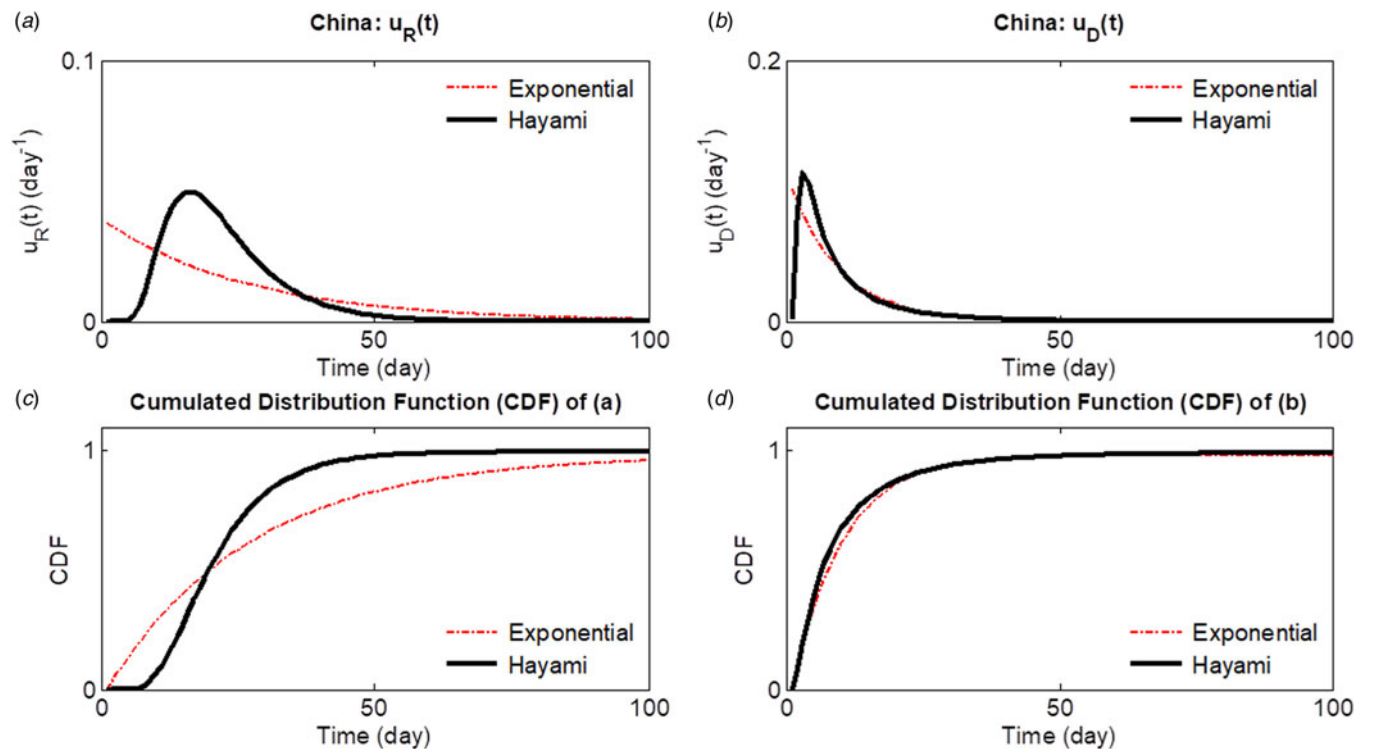 (a)
China: u_R(t)
0.1
u_R(t) (day⁻¹)
0
Exponential
Hayami
0
50
100
Time (day)
(b)
China: u_D(t)
0.2
u_D(t) (day⁻¹)
0
Exponential
Hayami
0
50
100
Time (day)
(c)
Cumulated Distribution Function (CDF) of (a)
1
CDF
0
Exponential
Hayami
0
50
100
Time (day)
(d)
Cumulated Distribution Function (CDF) of (b)
1
CDF
0
Exponential
Hayami
0
50
100
Time (day)